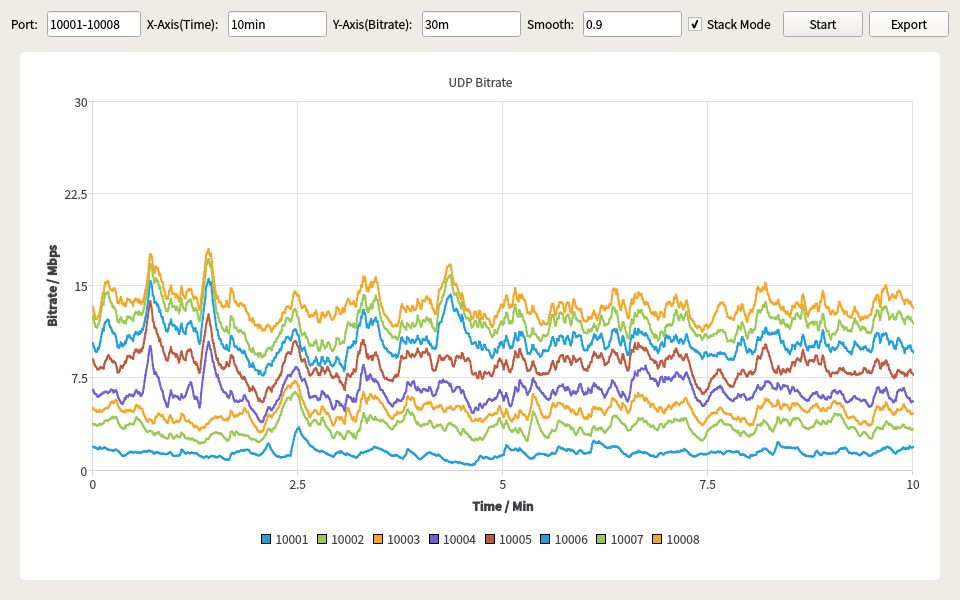 Port: 10001-10008 X-Axis(Time): 10min Y-Axis(Bitrate): 30m Smooth: 0.9 Stack Mode Start Export
UDP Bitrate
30
22.5
15
7.5
0
Bitrate / Mbps
0 2.5 5 7.5 10
Time / Min
10001 10002 10003 10004 10005 10006 10007 10008